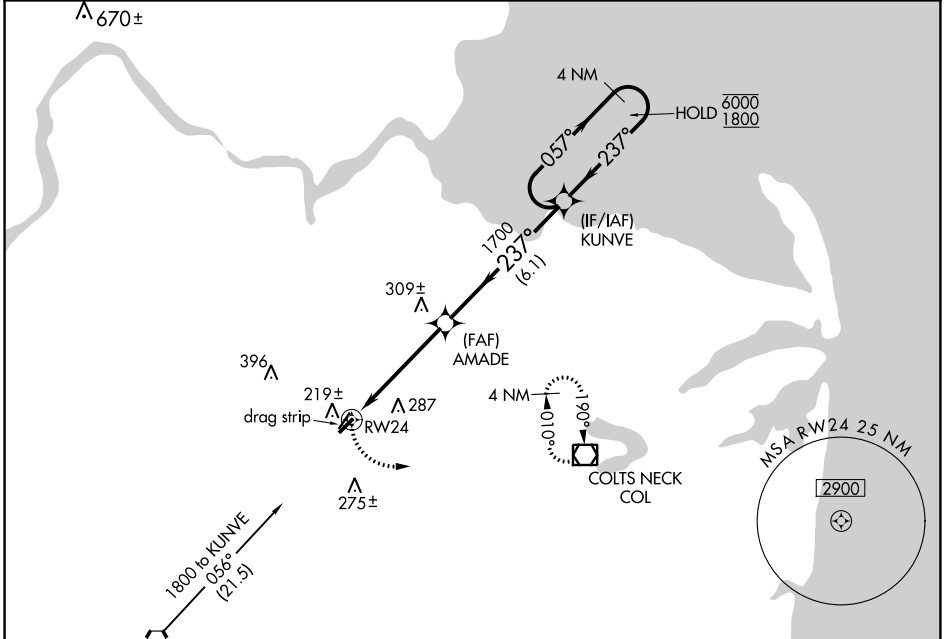 670±
4 NM
HOLD 6000
1800
057°
237°
(IF/IAF)
KUNVE
1700
237°
(6.1)
309±
(FAF)
AMADE
396
219±
287
drag strip
RW24
4 NM
010°
190°
COLTS NECK
COL
275±
MSA RW24 25 NM
2900
1800 to KUNVE
056°
(21.5)